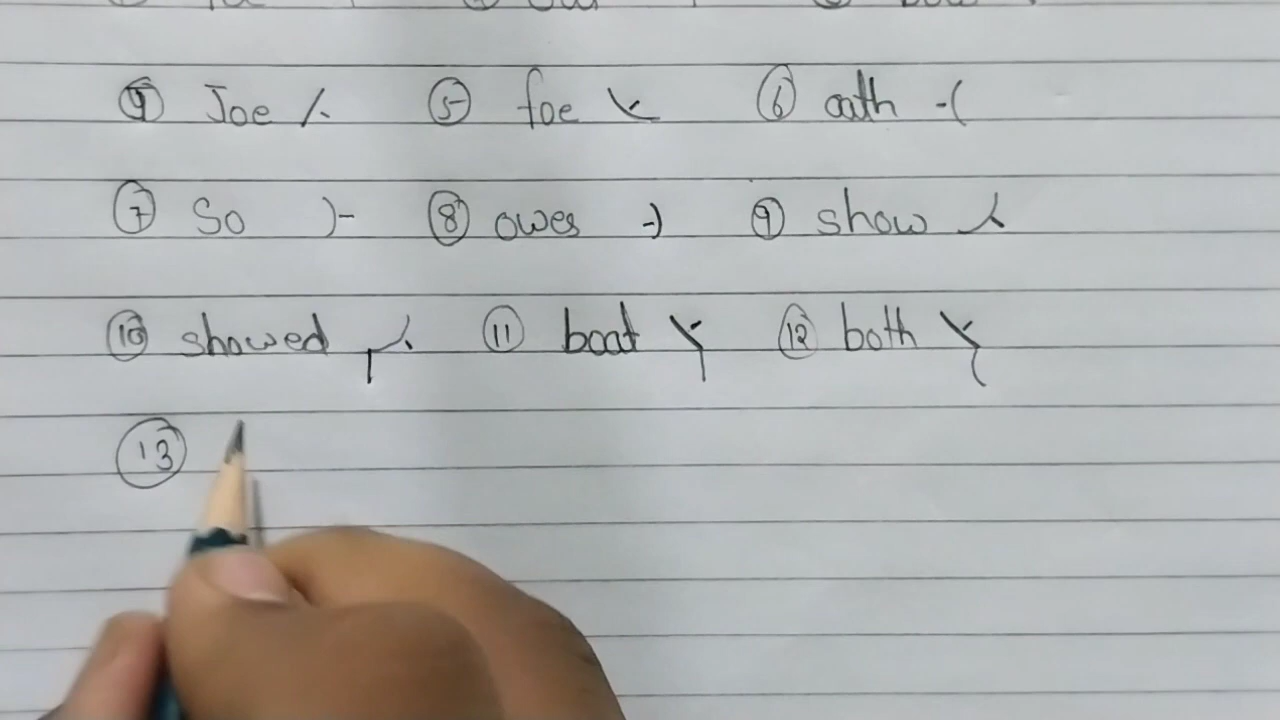 ④ Joe ⑤ foe ⑥ oath
⑦ So ⑧ owes ⑨ show
⑩ showed ⑪ boat ⑫ both
⑬